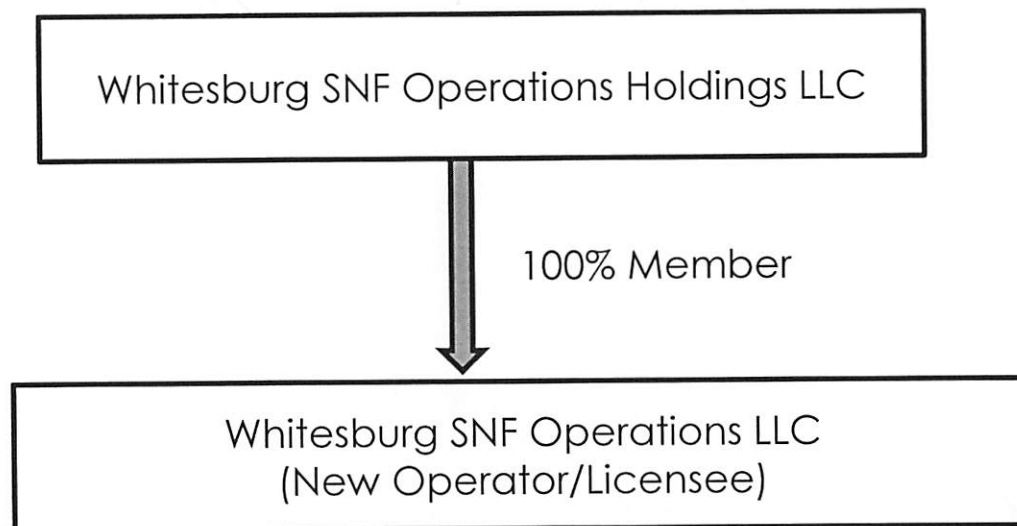 Whitesburg SNF Operations Holdings LLC
100% Member
Whitesburg SNF Operations LLC
(New Operator/Licensee)